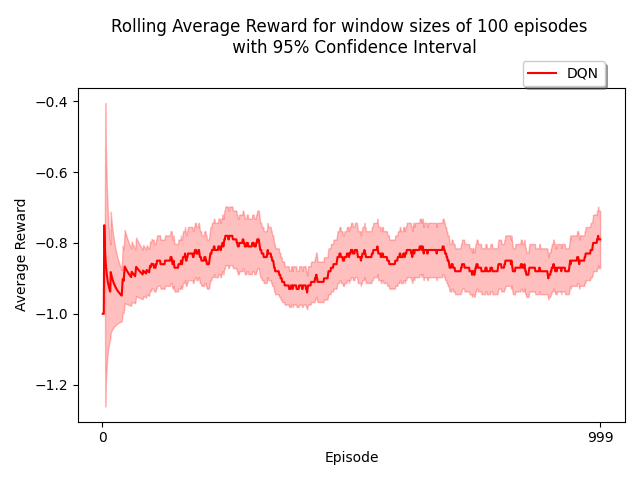 Rolling Average Reward for window sizes of 100 episodes
with 95% Confidence Interval
DQN
Average Reward
−0.4
−0.6
−0.8
−1.0
−1.2
0
999
Episode